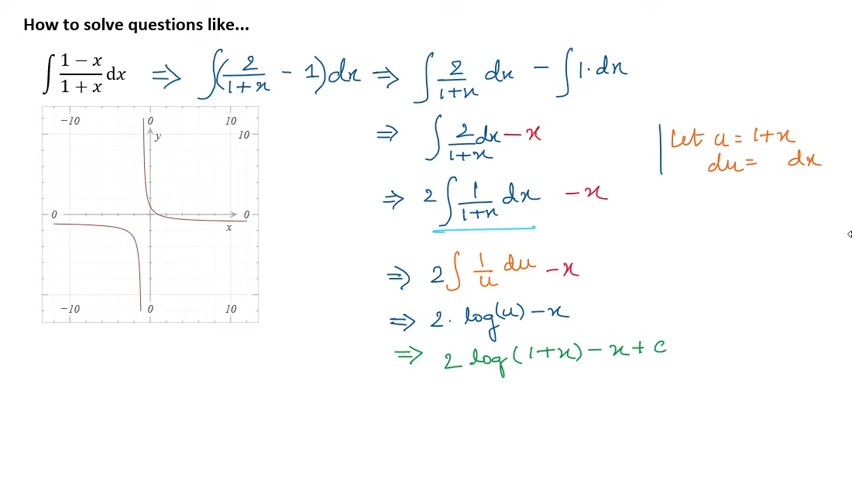 How to solve questions like...
∫ (1 − x)/(1 + x) dx ⇒ ∫(2/(1+x) − 1)dx ⇒ ∫ 2/(1+x) dx − ∫1·dx
⇒ ∫ 2/(1+x) dx − x
Let u = 1+x
du = dx
⇒ 2 ∫ 1/(1+x) dx − x
⇒ 2 ∫ 1/u du − x
⇒ 2· log(u) − x
⇒ 2 log(1+x) − x + c
−10 0 10
y
10
0 x 0
−10 0 10
−10